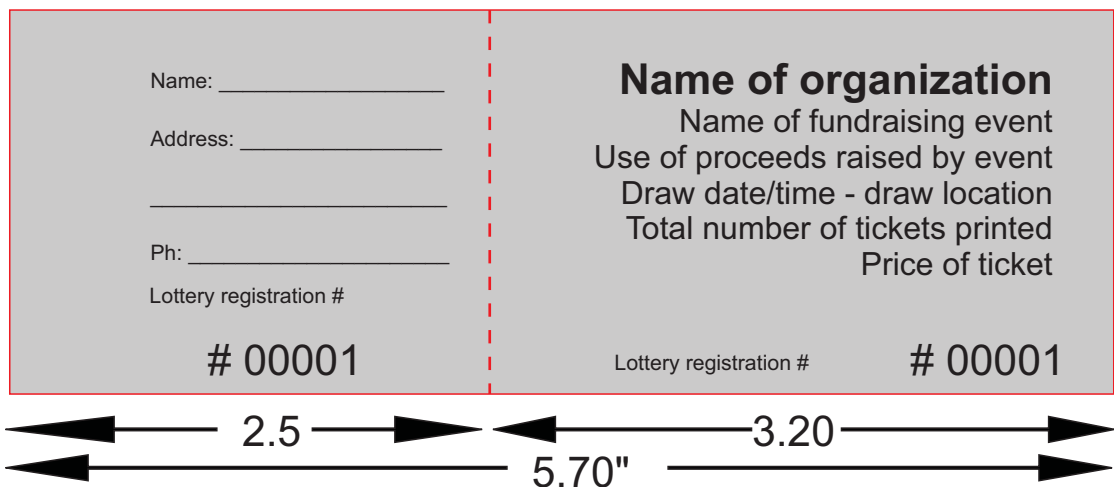 Name: ___________________
Address: _________________
_________________________
Ph: ______________________
Lottery registration #
# 00001
Name of organization
Name of fundraising event
Use of proceeds raised by event
Draw date/time - draw location
Total number of tickets printed
Price of ticket
Lottery registration #
# 00001
2.5
3.20
5.70"